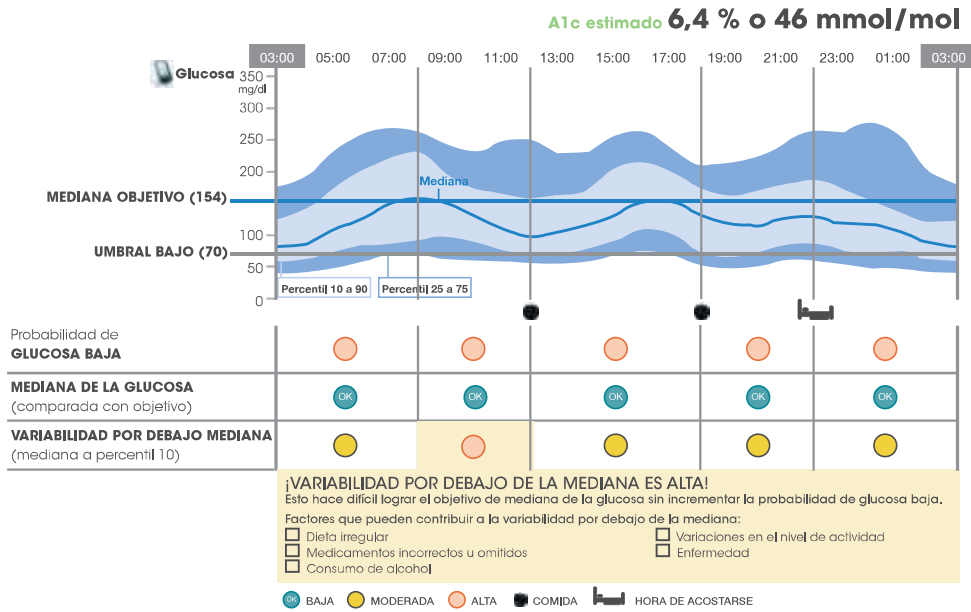 A1c estimado 6,4 % o 46 mmol/mol
03:00 05:00 07:00 09:00 11:00 13:00 15:00 17:00 19:00 21:00 23:00 01:00 03:00
Glucosa
mg/dl
350
300
250
200
Mediana
MEDIANA OBJETIVO (154)
100
UMBRAL BAJO (70)
50
Percentil 10 a 90 Percentil 25 a 75
0
Probabilidad de
GLUCOSA BAJA
MEDIANA DE LA GLUCOSA
(comparada con objetivo)
OK OK OK OK OK
VARIABILIDAD POR DEBAJO MEDIANA
(mediana a percentil 10)
¡VARIABILIDAD POR DEBAJO DE LA MEDIANA ES ALTA!
Esto hace difícil lograr el objetivo de mediana de la glucosa sin incrementar la probabilidad de glucosa baja.
Factores que pueden contribuir a la variabilidad por debajo de la mediana:
Dieta irregular
Variaciones en el nivel de actividad
Medicamentos incorrectos u omitidos
Enfermedad
Consumo de alcohol
OK BAJA MODERADA ALTA COMIDA HORA DE ACOSTARSE